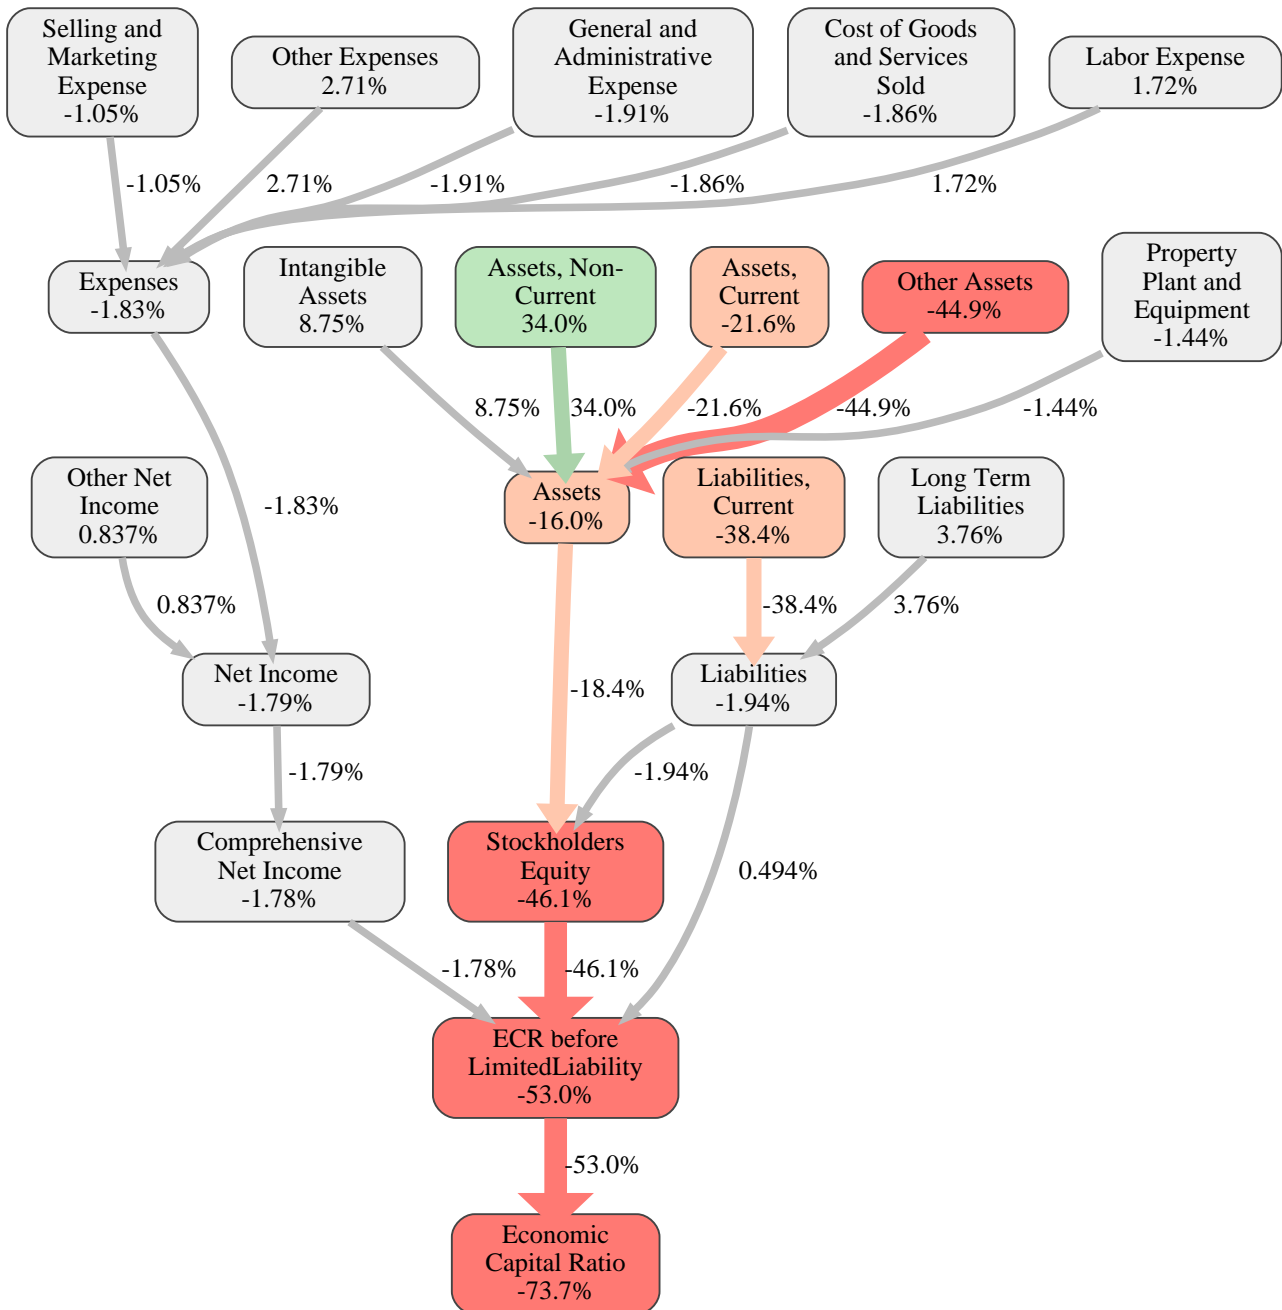 Selling and
Marketing
Expense
-1.05%
Other Expenses
2.71%
General and
Administrative
Expense
-1.91%
Cost of Goods
and Services
Sold
-1.86%
Labor Expense
1.72%
-1.05%
2.71%
-1.91%
-1.86%
1.72%
Expenses
-1.83%
Intangible
Assets
8.75%
Assets, Non-
Current
34.0%
Assets,
Current
-21.6%
Other Assets
-44.9%
Property
Plant and
Equipment
-1.44%
8.75%
34.0%
-21.6%
-44.9%
-1.44%
Other Net
Income
0.837%
-1.83%
Assets
-16.0%
Liabilities,
Current
-38.4%
Long Term
Liabilities
3.76%
0.837%
-38.4%
3.76%
Net Income
-1.79%
-18.4%
Liabilities
-1.94%
-1.79%
-1.94%
Comprehensive
Net Income
-1.78%
Stockholders
Equity
-46.1%
0.494%
-1.78%
-46.1%
ECR before
LimitedLiability
-53.0%
-53.0%
Economic
Capital Ratio
-73.7%